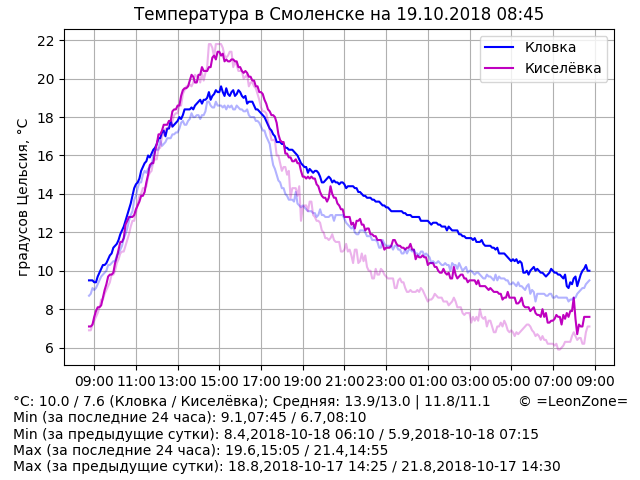 Температура в Смоленске на 19.10.2018 08:45
градусов Цельсия, °C
22
20
18
16
14
12
10
8
6
Кловка
Киселёвка
09:00 11:00 13:00 15:00 17:00 19:00 21:00 23:00 01:00 03:00 05:00 07:00 09:00
°C: 10.0 / 7.6 (Кловка / Киселёвка); Средняя: 13.9/13.0 | 11.8/11.1 © =LeonZone=
Min (за последние 24 часа): 9.1,07:45 / 6.7,08:10
Min (за предыдущие сутки): 8.4,2018-10-18 06:10 / 5.9,2018-10-18 07:15
Max (за последние 24 часа): 19.6,15:05 / 21.4,14:55
Max (за предыдущие сутки): 18.8,2018-10-17 14:25 / 21.8,2018-10-17 14:30